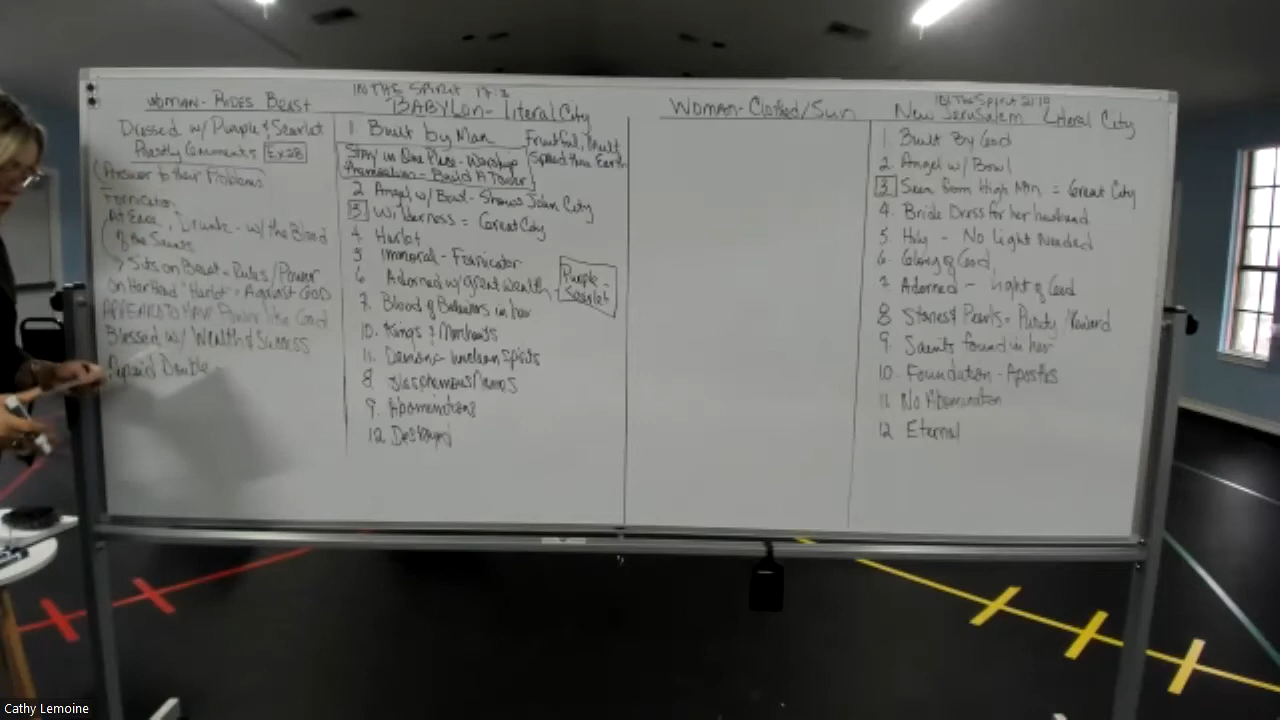 WOMAN - RIDES BEAST
Dressed w/ Purple & Scarlet
Priestly Garments Ex 28
(Answer to their Problems)
Fornication
At Ease, Drunk - w/ the Blood
of the Saints
Sits on Beast - Rules/Power
On Her Head "Harlot" - Against GOD
APPEARED TO HAVE Power like God
Blessed w/ Wealth & Success
Repaid Double
IN THE SPIRIT 17:3
BABYLON - Literal City
1. Built by Man
Fruitful, Mult
Spread thru Earth
Stay in One Place - Worship
Build A Tower
2 Angel w/ Bowl - Shows John City
3 Wilderness = Great City
4. Harlot
5 Immoral - Fornicator
6 Adorned w/ great wealth
Purple -
Scarlet
7. Blood of Believers in her
10. Kings & Merchants
11. Demons - unclean spirits
8. Blasphemous Names
9. Abominations
12 Destroyed
WOMAN - Clothed/Sun
In The Spirit 21:10
New Jerusalem Literal City
1 Built By God
2. Angel w/ Bowl
3. Seen from High Mtn = Great City
4. Bride Dress for her husband
5. Holy - No Light Needed
6. Glory of God
7 Adorned - Light of God
8 Stones & Pearls = Purity/Reward
9. Saints found in her
10. Foundation - Apostles
11 No Abomination
12 Eternal
Cathy Lemoine